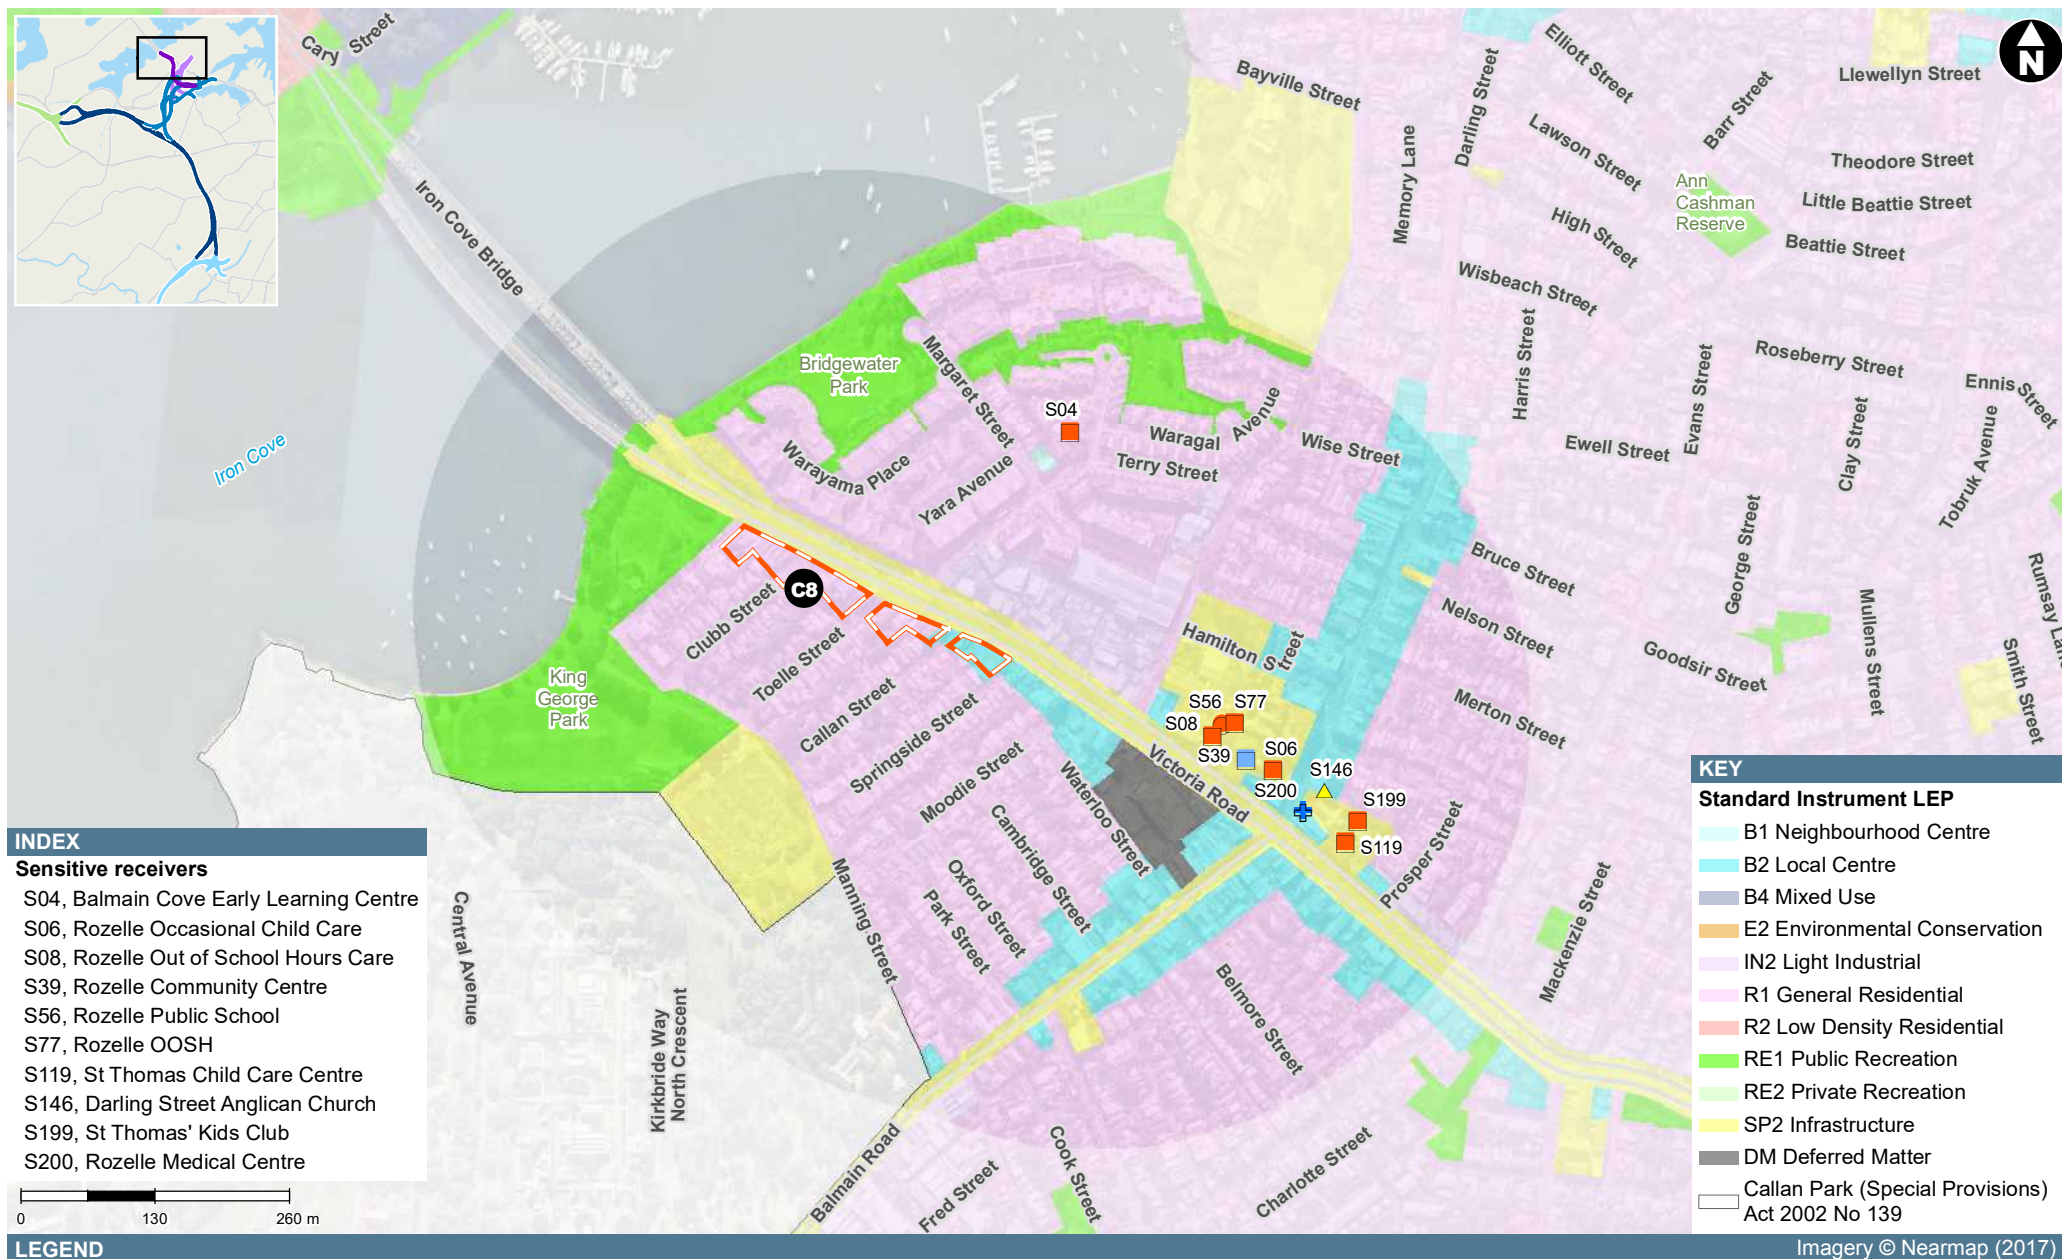 Cary Street
Bayville Street
Darling Street
Elliott Street
Barr Street
Llewellyn Street
N
Lawson Street
Theodore Street
Memory Lane
Ann
Cashman
Reserve
Little Beattie Street
High Street
Beattie Street
Iron Cove Bridge
Wisbeach Street
Harris Street
Evans Street
Roseberry Street
Ennis Street
Bridgewater
Park
Margaret Street
S04
Waragal Avenue
Wise Street
Ewell Street
Clay Street
Tobruk Avenue
Iron Cove
Warayama Place
Yara Avenue
Terry Street
George Street
Bruce Street
Nelson Street
C8
Clubb Street
Toelle Street
Hamilton Street
Goodsir Street
Mullens Street
Rumsay La
Smith Street
King
George
Park
Callan Street
Springside Street
Merton Street
S56
S77
S08
S39
S06
S146
S200
S199
S119
Moodie Street
Waterloo Street
Victoria Road
Cambridge Street
Oxford Street
Park Street
Manning Street
Prosper Street
Mackenzie Street
Central Avenue
Kirkbride Way
North Crescent
Belmore Street
Balmain Road
Fred Street
Cook Street
Charlotte Street
INDEX
Sensitive receivers
S04, Balmain Cove Early Learning Centre
S06, Rozelle Occasional Child Care
S08, Rozelle Out of School Hours Care
S39, Rozelle Community Centre
S56, Rozelle Public School
S77, Rozelle OOSH
S119, St Thomas Child Care Centre
S146, Darling Street Anglican Church
S199, St Thomas' Kids Club
S200, Rozelle Medical Centre
0 130 260 m
KEY
Standard Instrument LEP
B1 Neighbourhood Centre
B2 Local Centre
B4 Mixed Use
E2 Environmental Conservation
IN2 Light Industrial
R1 General Residential
R2 Low Density Residential
RE1 Public Recreation
RE2 Private Recreation
SP2 Infrastructure
DM Deferred Matter
Callan Park (Special Provisions)
Act 2002 No 139
LEGEND
Imagery © Nearmap (2017)